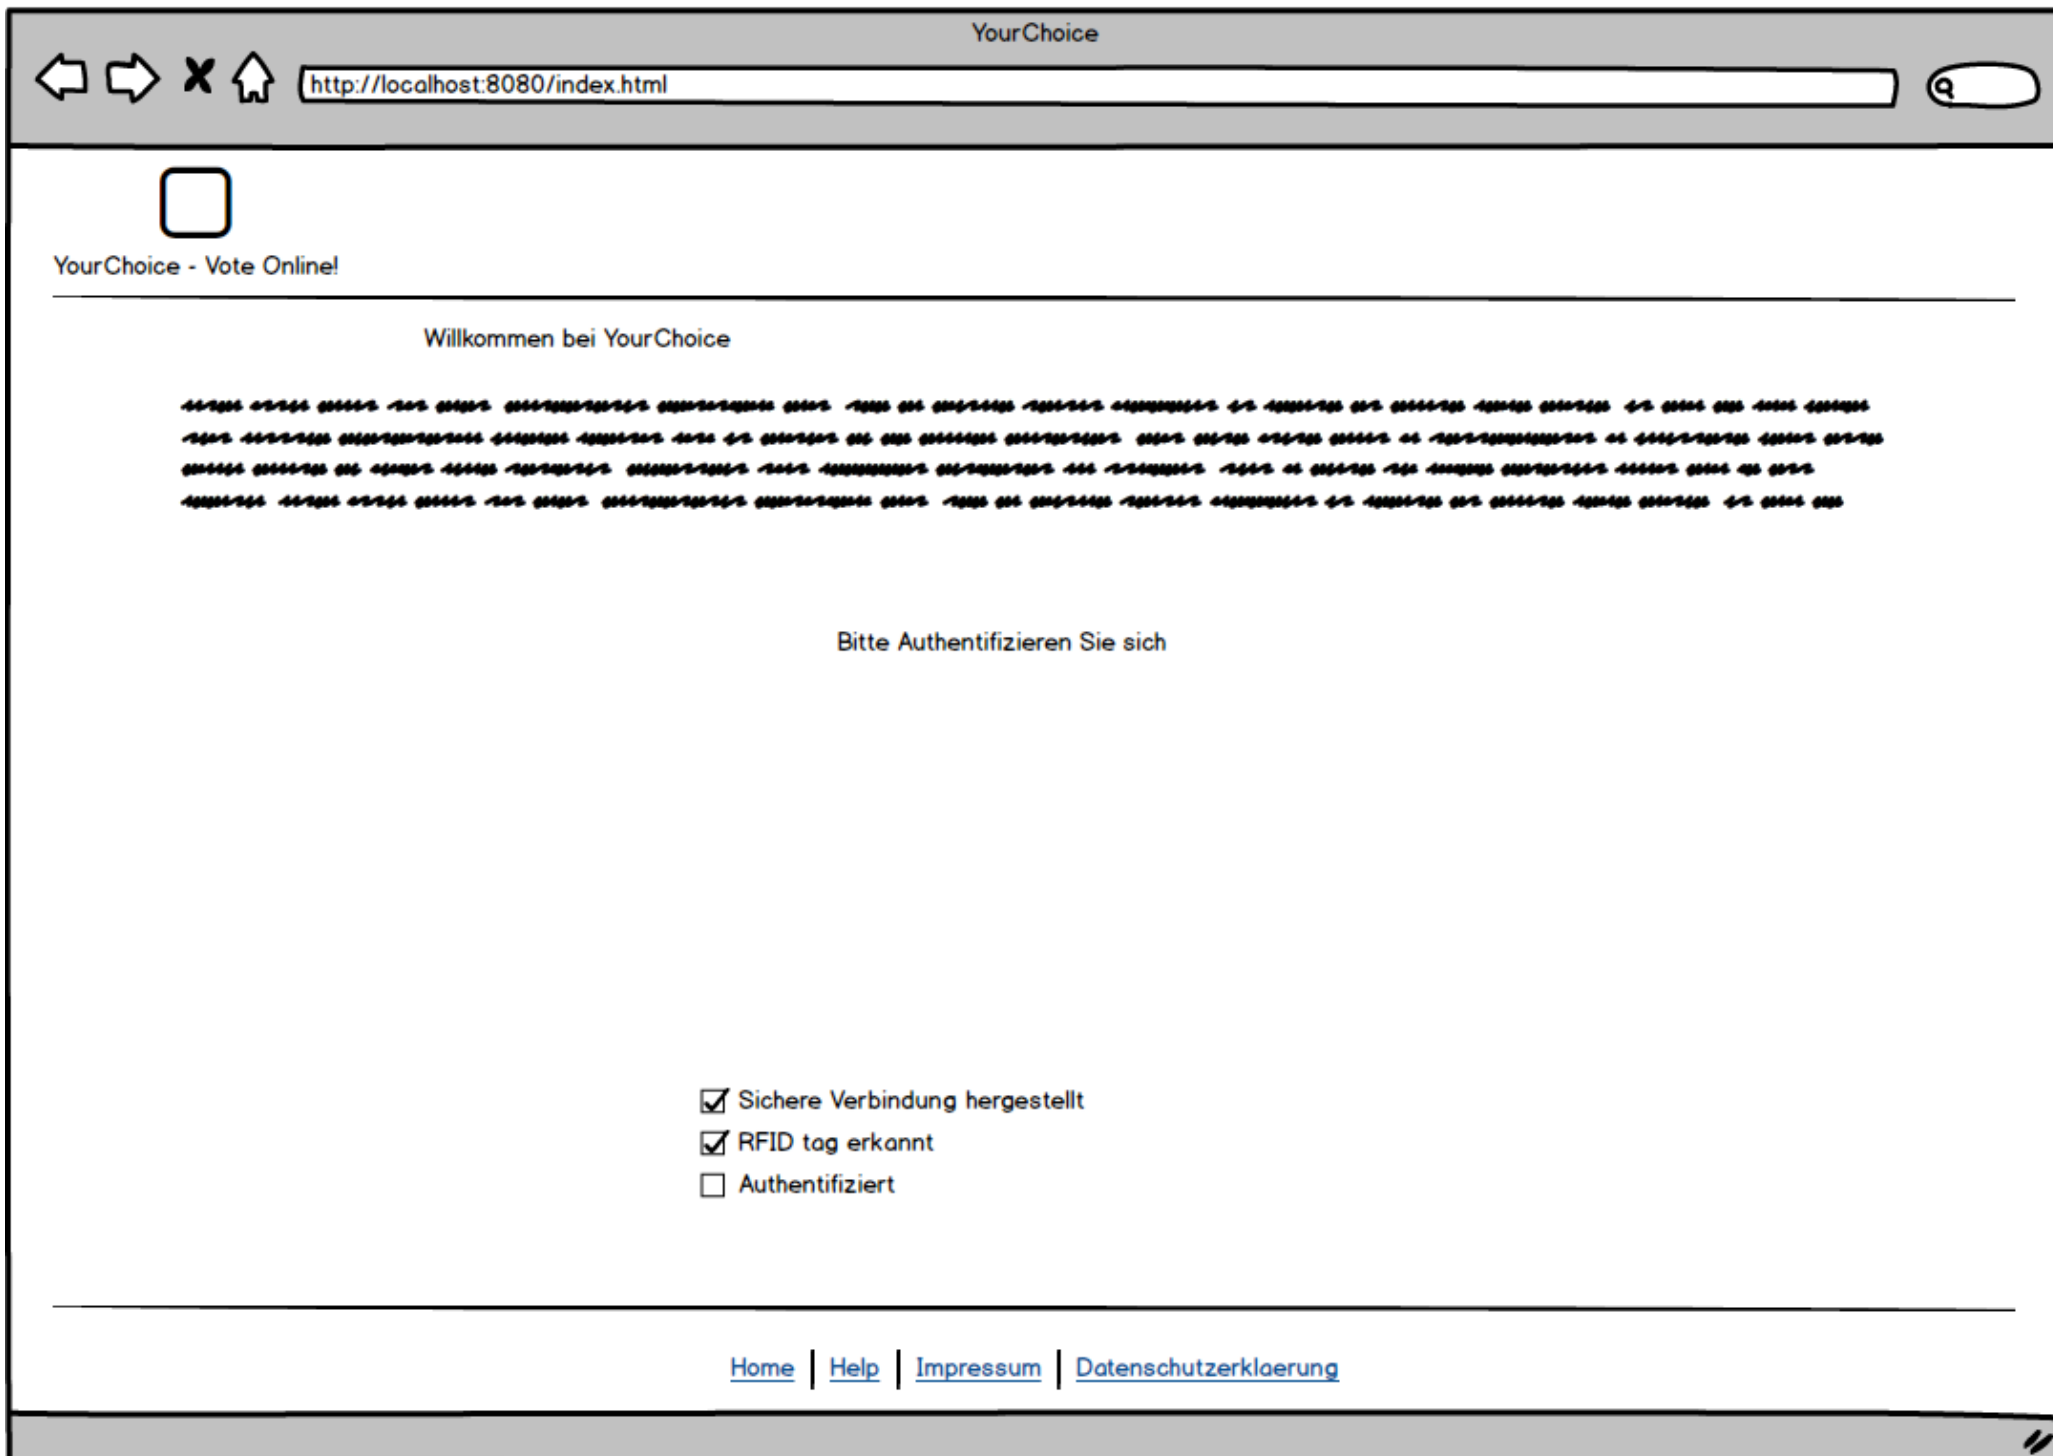 YourChoice
http://localhost:8080/index.html
YourChoice - Vote Online!
Willkommen bei YourChoice
Bitte Authentifizieren Sie sich
Sichere Verbindung hergestellt
RFID tag erkannt
Authentifiziert
Home | Help | Impressum | Datenschutzerklaerung